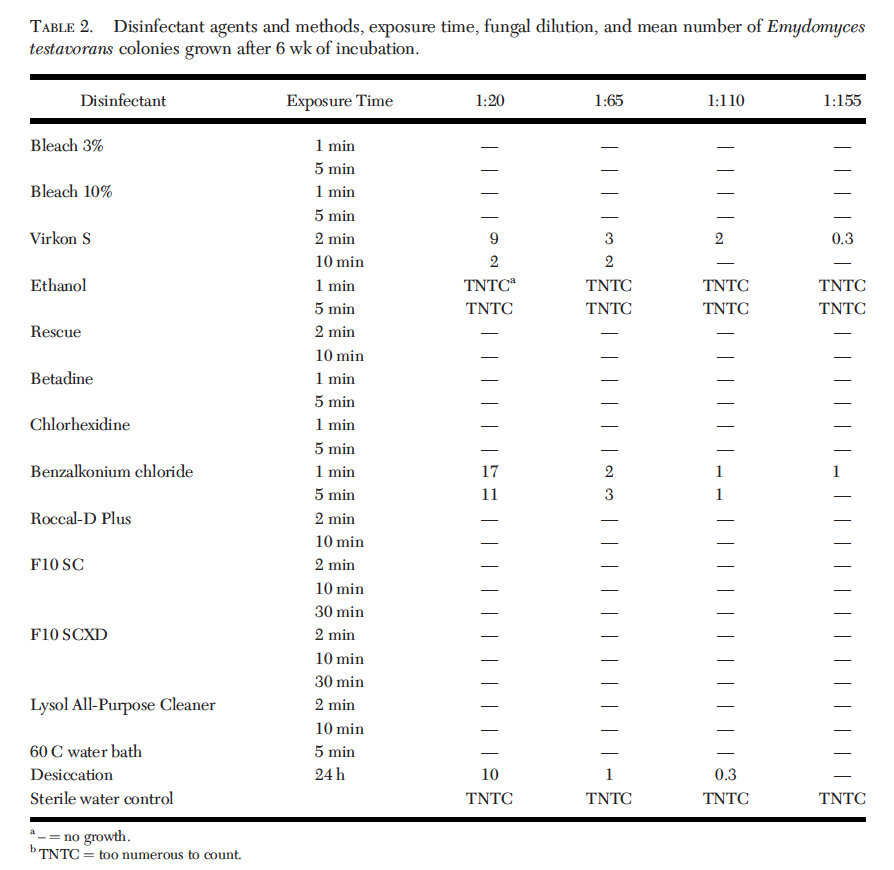 TABLE 2. Disinfectant agents and methods, exposure time, fungal dilution, and mean number of Emydomyces
testavorans colonies grown after 6 wk of incubation.
Disinfectant Exposure Time 1:20 1:65 1:110 1:155
Bleach 3% 1 min — — — —
5 min — — — —
Bleach 10% 1 min — — — —
5 min — — — —
Virkon S 2 min 9 3 2 0.3
10 min 2 2 — —
Ethanol 1 min TNTCᵃ TNTC TNTC TNTC
5 min TNTC TNTC TNTC TNTC
Rescue 2 min — — — —
10 min — — — —
Betadine 1 min — — — —
5 min — — — —
Chlorhexidine 1 min — — — —
5 min — — — —
Benzalkonium chloride 1 min 17 2 1 1
5 min 11 3 1 —
Roccal-D Plus 2 min — — — —
10 min — — — —
F10 SC 2 min — — — —
10 min — — — —
30 min — — — —
F10 SCXD 2 min — — — —
10 min — — — —
30 min — — — —
Lysol All-Purpose Cleaner 2 min — — — —
10 min — — — —
60 C water bath 5 min — — — —
Desiccation 24 h 10 1 0.3 —
Sterile water control TNTC TNTC TNTC TNTC
ᵃ – = no growth.
ᵇ TNTC = too numerous to count.